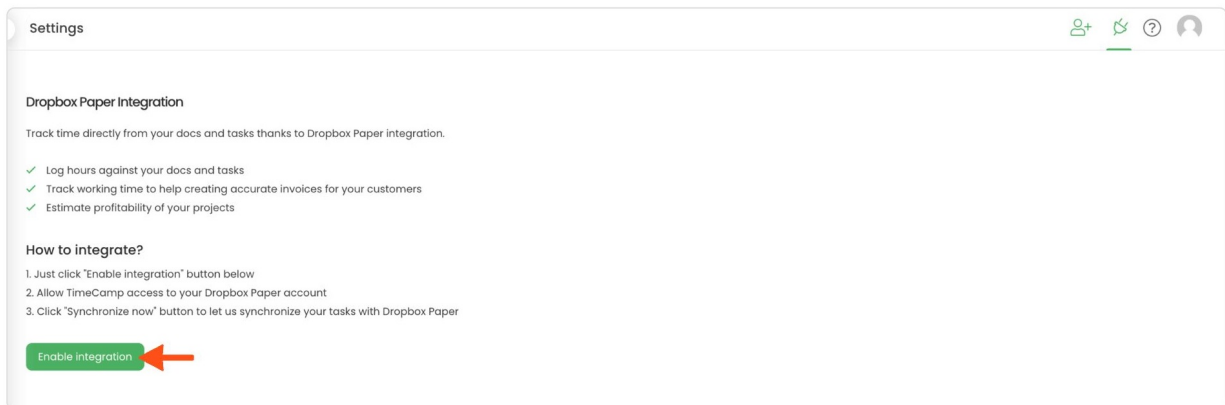 Settings
Dropbox Paper Integration
Track time directly from your docs and tasks thanks to Dropbox Paper integration.
Log hours against your docs and tasks
Track working time to help creating accurate invoices for your customers
Estimate profitability of your projects
How to integrate?
1. Just click "Enable integration" button below
2. Allow TimeCamp access to your Dropbox Paper account
3. Click "Synchronize now" button to let us synchronize your tasks with Dropbox Paper
Enable integration